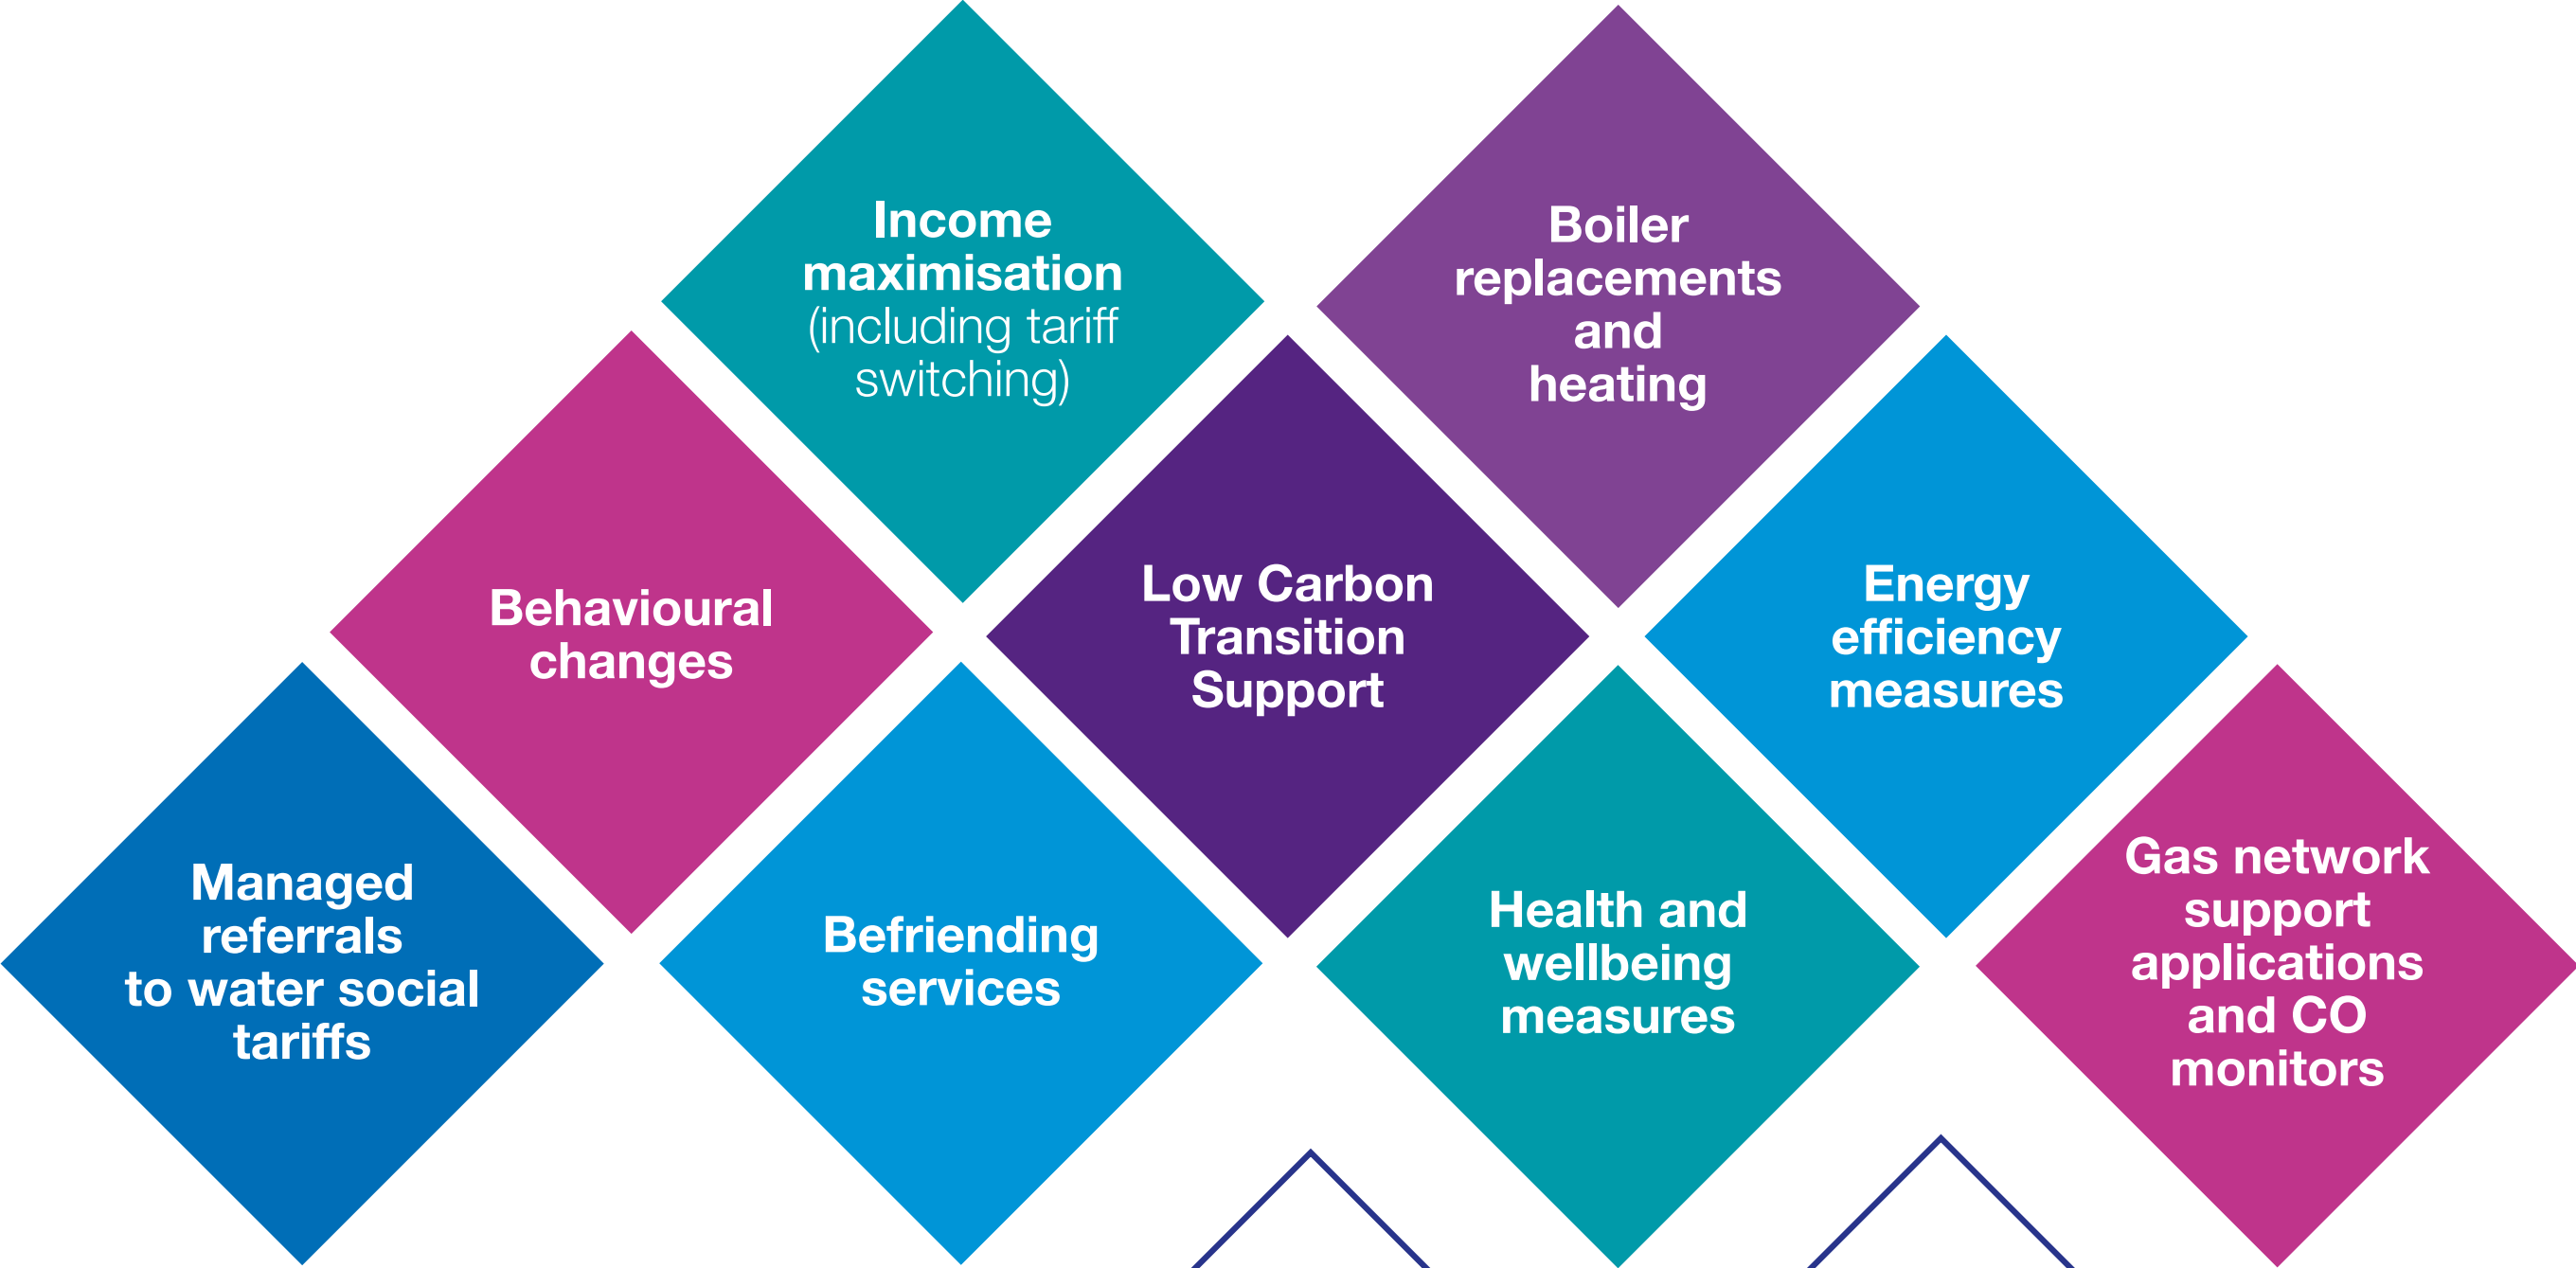 Income
maximisation
(including tariff
switching)
Boiler
replacements
and
heating
Behavioural
changes
Low Carbon
Transition
Support
Energy
efficiency
measures
Managed
referrals
to water social
tariffs
Befriending
services
Health and
wellbeing
measures
Gas network
support
applications
and CO
monitors